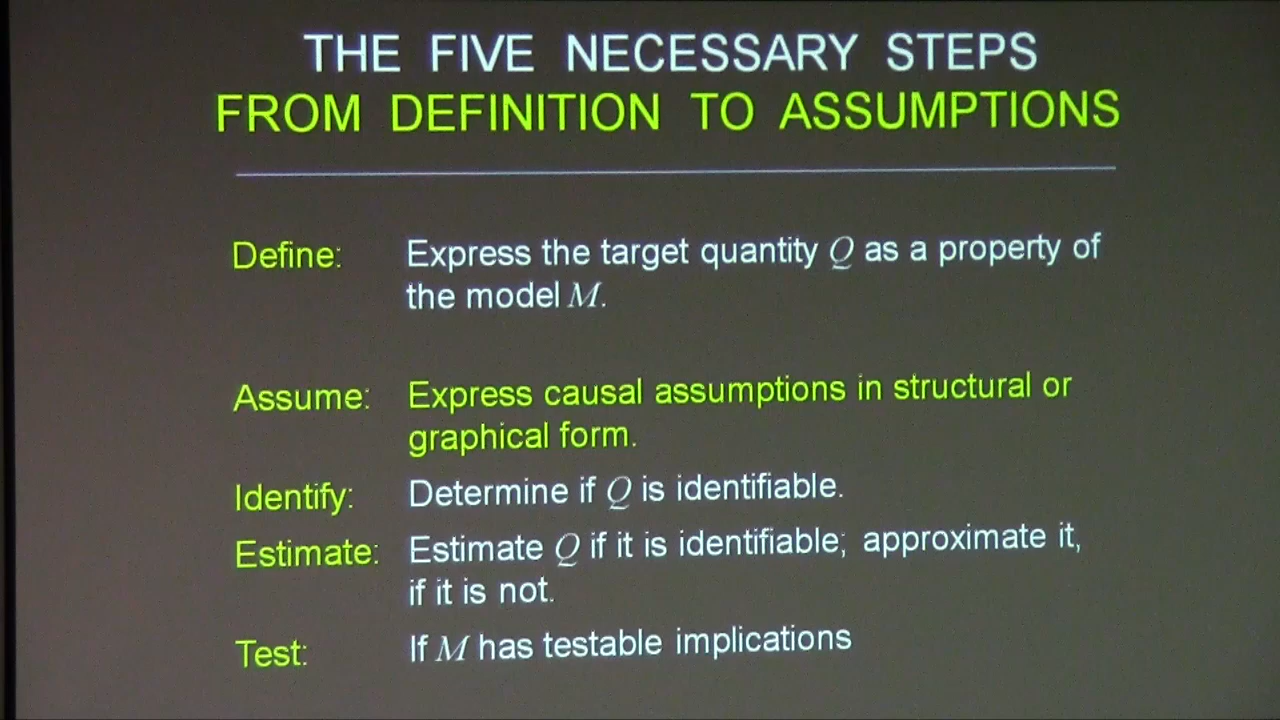 THE FIVE NECESSARY STEPS
FROM DEFINITION TO ASSUMPTIONS
Define: Express the target quantity Q as a property of
the model M.
Assume: Express causal assumptions in structural or
graphical form.
Identify: Determine if Q is identifiable.
Estimate: Estimate Q if it is identifiable; approximate it,
if it is not.
Test: If M has testable implications